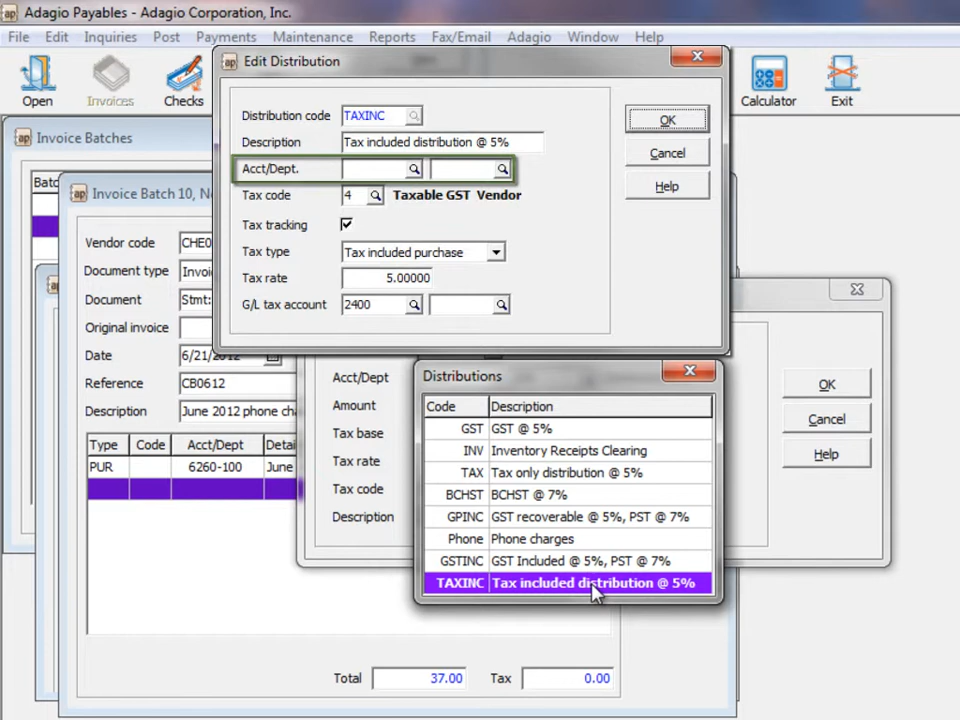 ap Adagio Payables - Adagio Corporation, Inc.
File Edit Inquiries Post Payments Maintenance Reports Fax/Email Adagio Window Help
Open Invoices Checks Calculator Exit
ap Edit Distribution
Distribution code TAXINC
Description Tax included distribution @ 5%
Acct/Dept.
Tax code 4 Taxable GST Vendor
Tax tracking
Tax type Tax included purchase
Tax rate 5.00000
G/L tax account 2400
OK
Cancel
Help
ap Invoice Batches
Batc
ap Invoice Batch 10, N
Vendor code CHE0
Document type Invoi
Document Stmt:
Original invoice
Date 6/21/2012
Reference CB0612
Description June 2012 phone cha
Type Code Acct/Dept Detai
PUR 6260-100 June
Total 37.00 Tax 0.00
Acct/Dept
Amount
Tax base
Tax rate
Tax code
Description
OK
Cancel
Help
Distributions
Code Description
GST GST @ 5%
INV Inventory Receipts Clearing
TAX Tax only distribution @ 5%
BCHST BCHST @ 7%
GPINC GST recoverable @ 5%, PST @ 7%
Phone Phone charges
GSTINC GST Included @ 5%, PST @ 7%
TAXINC Tax included distribution @ 5%